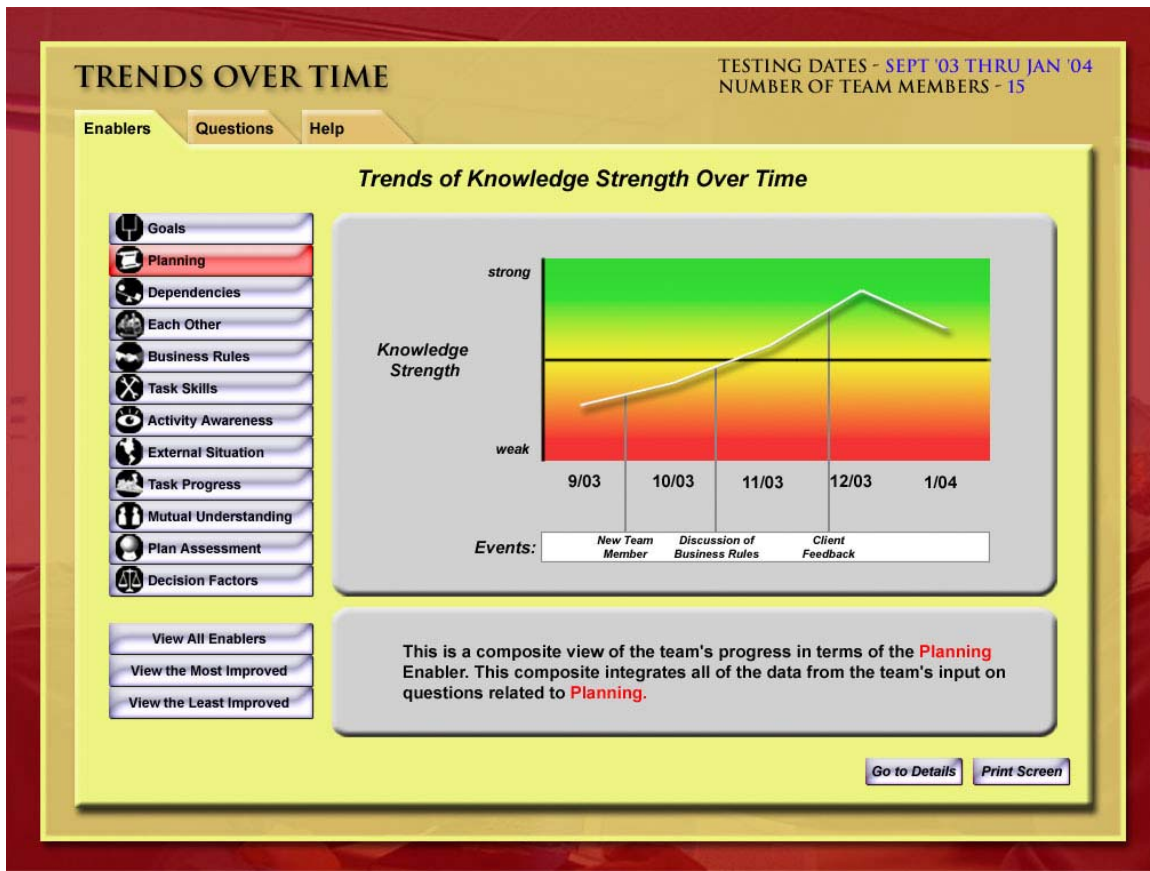 TRENDS OVER TIME
TESTING DATES - SEPT '03 THRU JAN '04
NUMBER OF TEAM MEMBERS - 15
Enablers
Questions
Help
Trends of Knowledge Strength Over Time
Goals
Planning
Dependencies
Each Other
Business Rules
Task Skills
Activity Awareness
External Situation
Task Progress
Mutual Understanding
Plan Assessment
Decision Factors
View All Enablers
View the Most Improved
View the Least Improved
strong
Knowledge
Strength
weak
9/03
10/03
11/03
12/03
1/04
Events:
New Team
Member
Discussion of
Business Rules
Client
Feedback
This is a composite view of the team's progress in terms of the Planning
Enabler. This composite integrates all of the data from the team's input on
questions related to Planning.
Go to Details
Print Screen